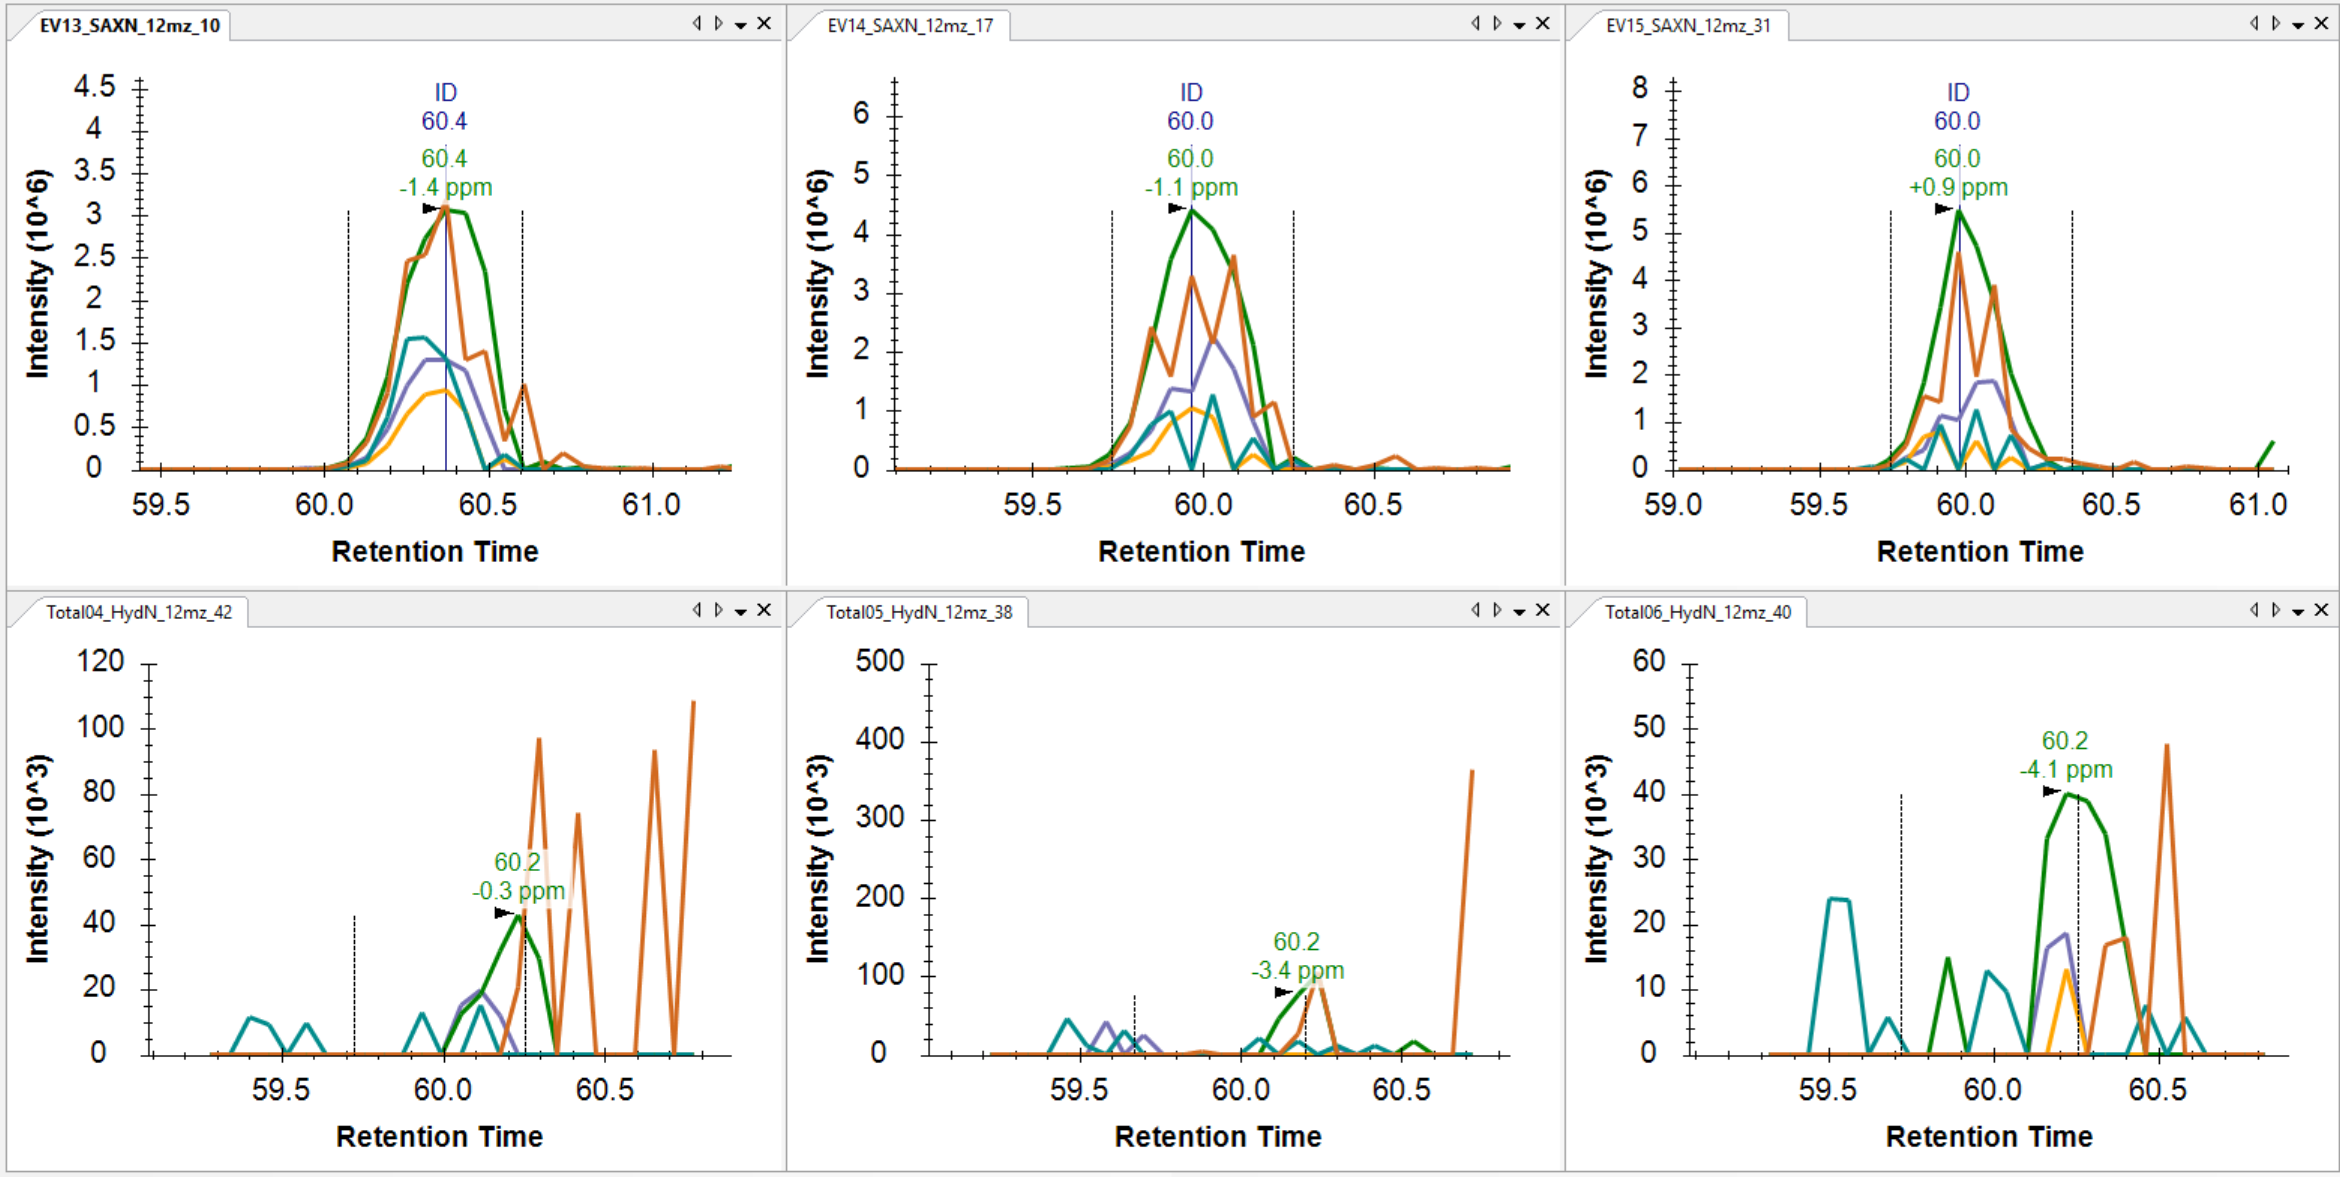 EV13_SAXN_12mz_10
EV14_SAXN_12mz_17
EV15_SAXN_12mz_31
Intensity (10^6)
4.5
4
3.5
3
2.5
2
1.5
1
0.5
0
ID
60.4
60.4
-1.4 ppm
59.5 60.0 60.5 61.0
Retention Time
Intensity (10^6)
6
5
4
3
2
1
0
ID
60.0
60.0
-1.1 ppm
59.5 60.0 60.5
Retention Time
Intensity (10^6)
8
7
6
5
4
3
2
1
0
ID
60.0
60.0
+0.9 ppm
59.0 59.5 60.0 60.5 61.0
Retention Time
Total04_HydN_12mz_42
Total05_HydN_12mz_38
Total06_HydN_12mz_40
Intensity (10^3)
120
100
80
60
40
20
0
60.2
-0.3 ppm
59.5 60.0 60.5
Retention Time
Intensity (10^3)
500
400
300
200
100
0
60.2
-3.4 ppm
59.5 60.0 60.5
Retention Time
Intensity (10^3)
60
50
40
30
20
10
0
60.2
-4.1 ppm
59.5 60.0 60.5
Retention Time